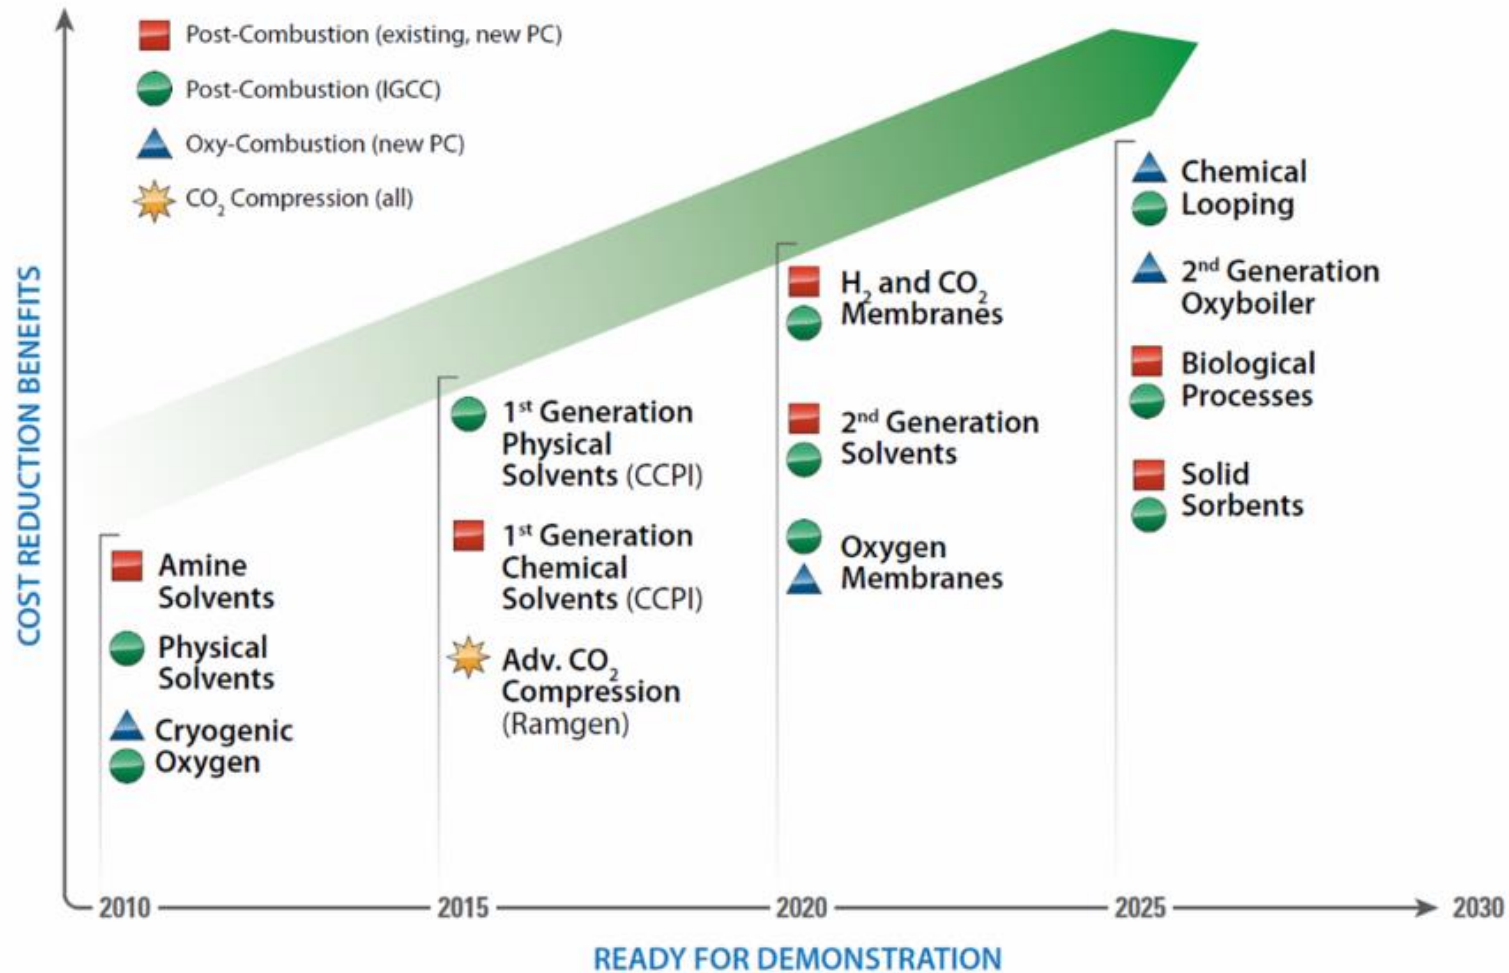 Post-Combustion (existing, new PC)
Post-Combustion (IGCC)
Oxy-Combustion (new PC)
CO₂ Compression (all)
COST REDUCTION BENEFITS
Amine
Solvents
Physical
Solvents
Cryogenic
Oxygen
1st Generation
Physical
Solvents (CCPI)
1st Generation
Chemical
Solvents (CCPI)
Adv. CO₂
Compression
(Ramgen)
H₂ and CO₂
Membranes
2nd Generation
Solvents
Oxygen
Membranes
Chemical
Looping
2nd Generation
Oxyboiler
Biological
Processes
Solid
Sorbents
2010 2015 2020 2025 2030
READY FOR DEMONSTRATION